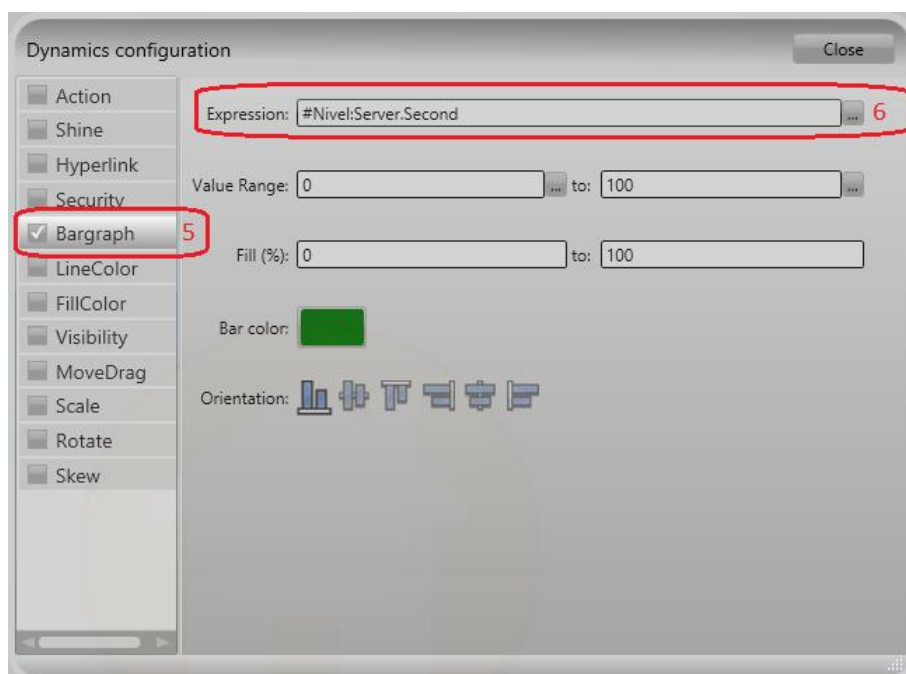 Dynamics configuration
Close
Action
Shine
Hyperlink
Security
Bargraph
5
LineColor
FillColor
Visibility
MoveDrag
Scale
Rotate
Skew
Expression: #Nivel:Server.Second ... 6
Value Range: 0 ... to: 100 ...
Fill (%): 0 to: 100
Bar color:
Orientation: